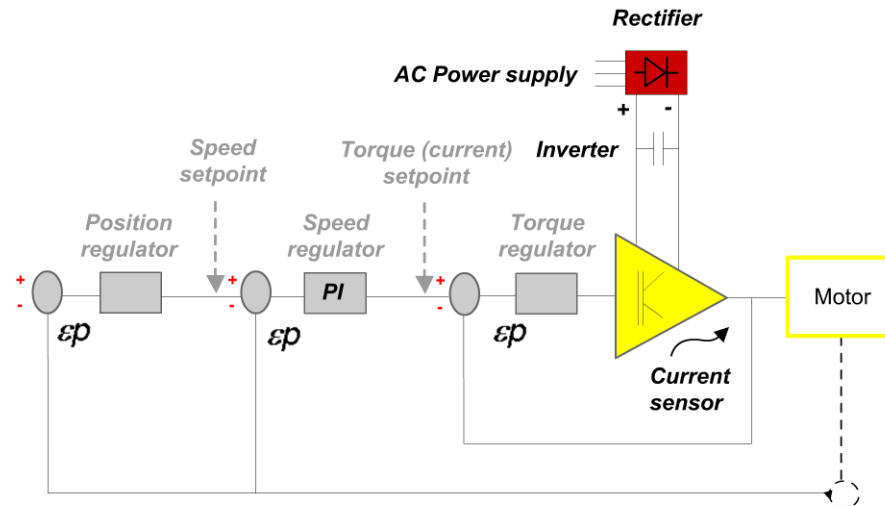 Rectifier
AC Power supply
+ -
Inverter
Speed
setpoint
Torque (current)
setpoint
Position
regulator
Speed
regulator
Torque
regulator
+
-
+
-
+
-
PI
Motor
εp
εp
εp
Current
sensor